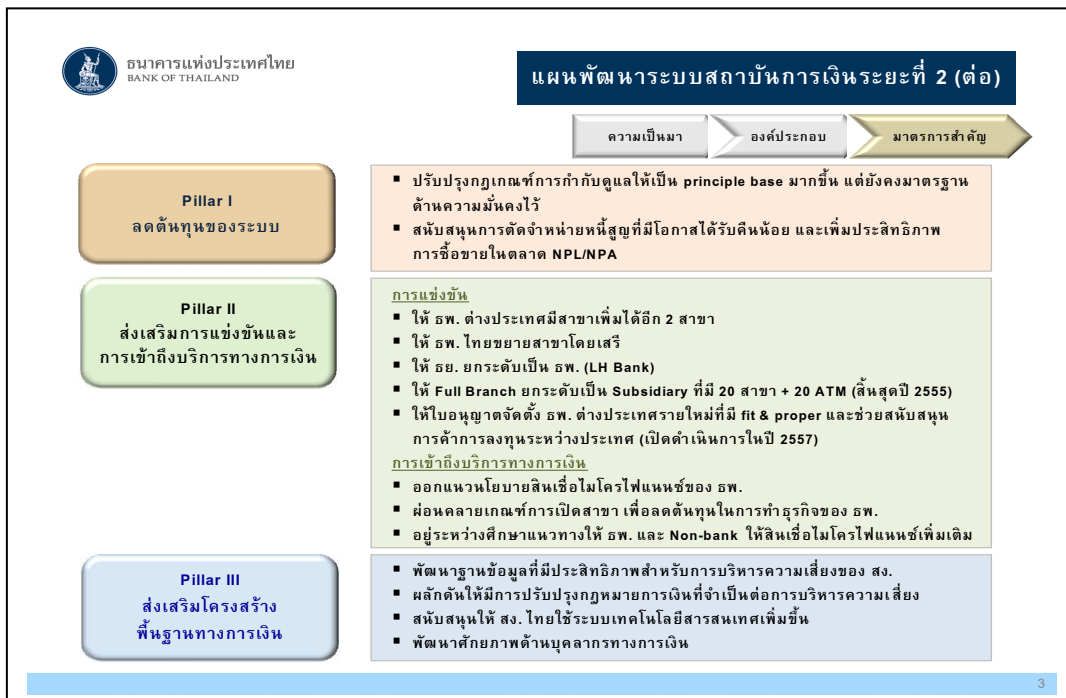 ธนาคารแห่งประเทศไทย
BANK OF THAILAND
แผนพัฒนาระบบสถาบันการเงินระยะที่ 2 (ต่อ)
ความเป็นมา
องค์ประกอบ
มาตรการสำคัญ
Pillar I
ลดต้นทุนของระบบ
▪ ปรับปรุงกฎเกณฑ์การกำกับดูแลให้เป็น principle base มากขึ้น แต่ยังคงมาตรฐาน
ด้านความมั่นคงไว้
▪ สนับสนุนการตัดจำหน่ายหนี้สูญที่มีโอกาสได้รับคืนน้อย และเพิ่มประสิทธิภาพ
การซื้อขายในตลาด NPL/NPA
Pillar II
ส่งเสริมการแข่งขันและ
การเข้าถึงบริการทางการเงิน
การแข่งขัน
▪ ให้ ธพ. ต่างประเทศมีสาขาเพิ่มได้อีก 2 สาขา
▪ ให้ ธพ. ไทยขยายสาขาโดยเสรี
▪ ให้ ธย. ยกระดับเป็น ธพ. (LH Bank)
▪ ให้ Full Branch ยกระดับเป็น Subsidiary ที่มี 20 สาขา + 20 ATM (สิ้นสุดปี 2555)
▪ ให้ใบอนุญาตจัดตั้ง ธพ. ต่างประเทศรายใหม่ที่มี fit & proper และช่วยสนับสนุน
การค้าการลงทุนระหว่างประเทศ (เปิดดำเนินการในปี 2557)
การเข้าถึงบริการทางการเงิน
▪ ออกแนวนโยบายสินเชื่อไมโครไฟแนนซ์ของ ธพ.
▪ ผ่อนคลายเกณฑ์การเปิดสาขา เพื่อลดต้นทุนในการทำธุรกิจของ ธพ.
▪ อยู่ระหว่างศึกษาแนวทางให้ ธพ. และ Non-bank ให้สินเชื่อไมโครไฟแนนซ์เพิ่มเติม
Pillar III
ส่งเสริมโครงสร้าง
พื้นฐานทางการเงิน
▪ พัฒนาฐานข้อมูลที่มีประสิทธิภาพสำหรับการบริหารความเสี่ยงของ สง.
▪ ผลักดันให้มีการปรับปรุงกฎหมายการเงินที่จำเป็นต่อการบริหารความเสี่ยง
▪ สนับสนุนให้ สง. ไทยใช้ระบบเทคโนโลยีสารสนเทศเพิ่มขึ้น
▪ พัฒนาศักยภาพด้านบุคลากรทางการเงิน
3